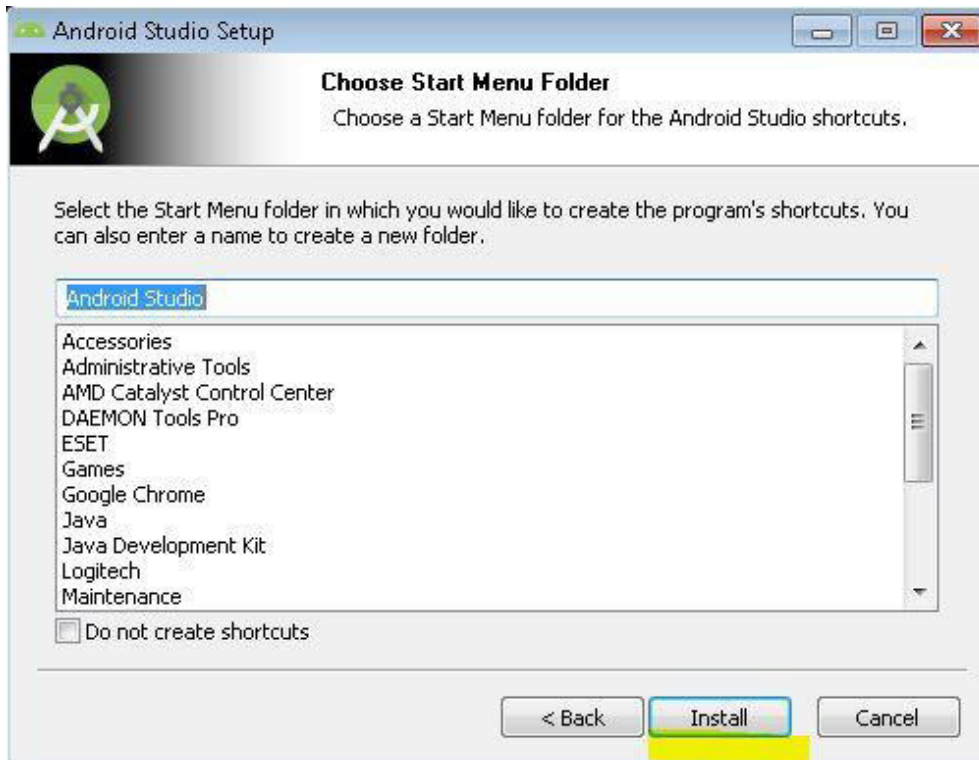 Android Studio Setup
Choose Start Menu Folder
Choose a Start Menu folder for the Android Studio shortcuts.
Select the Start Menu folder in which you would like to create the program's shortcuts. You
can also enter a name to create a new folder.
Android Studio
Accessories
Administrative Tools
AMD Catalyst Control Center
DAEMON Tools Pro
ESET
Games
Google Chrome
Java
Java Development Kit
Logitech
Maintenance
Do not create shortcuts
< Back
Install
Cancel